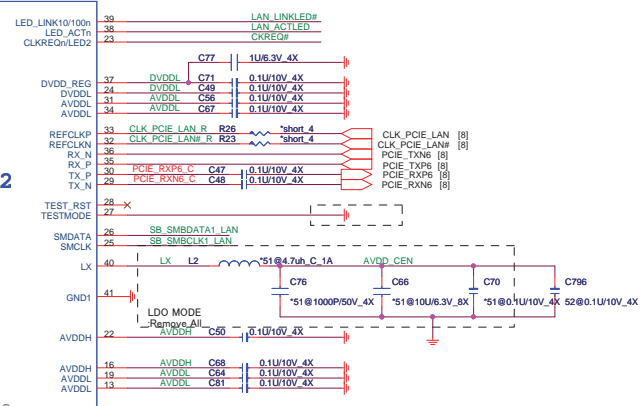 LED_LINK10/100n 39 LAN_LINKLED#
LED_ACTn 38 LAN_ACTLED
CLKREQn/LED2 23 CKREQ#
C77 1U/6.3V_4X
DVDD_REG 37 DVDDL C71 0.1U/10V_4X
DVDDL 24 DVDDL C49 0.1U/10V_4X
AVDDL 31 AVDDL C56 0.1U/10V_4X
AVDDL 34 AVDDL C67 0.1U/10V_4X
REFCLKP 33 CLK_PCIE_LAN_R R26 *short_4 CLK_PCIE_LAN [8]
REFCLKN 32 CLK_PCIE_LAN#_R R23 *short_4 CLK_PCIE_LAN# [8]
RX_N 36 PCIE_TXN6 [8]
RX_P 35 PCIE_TXP6 [8]
TX_P 30 PCIE_RXP6_C C47 0.1U/10V_4X PCIE_RXP6 [8]
TX_N 29 PCIE_RXN6_C C48 0.1U/10V_4X PCIE_RXN6 [8]
2
TEST_RST 28
TESTMODE 27
SMDATA 26 SB_SMBDATA1_LAN
SMCLK 25 SB_SMBCLK1_LAN
LX 40 LX L2 *51@4.7uh_C_1A AVDD_CEN
C76 C66 C70 C796
GND1 41 *51@1000P/50V_4X *51@10U/6.3V_8X *51@0.1U/10V_4X 52@0.1U/10V_4X
LDO MODE
:Remove All
AVDDH 22 AVDDH C50 0.1U/10V_4X
AVDDH 16 AVDDH C68 0.1U/10V_4X
AVDDL 19 AVDDL C64 0.1U/10V_4X
AVDDL 13 AVDDL C81 0.1U/10V_4X